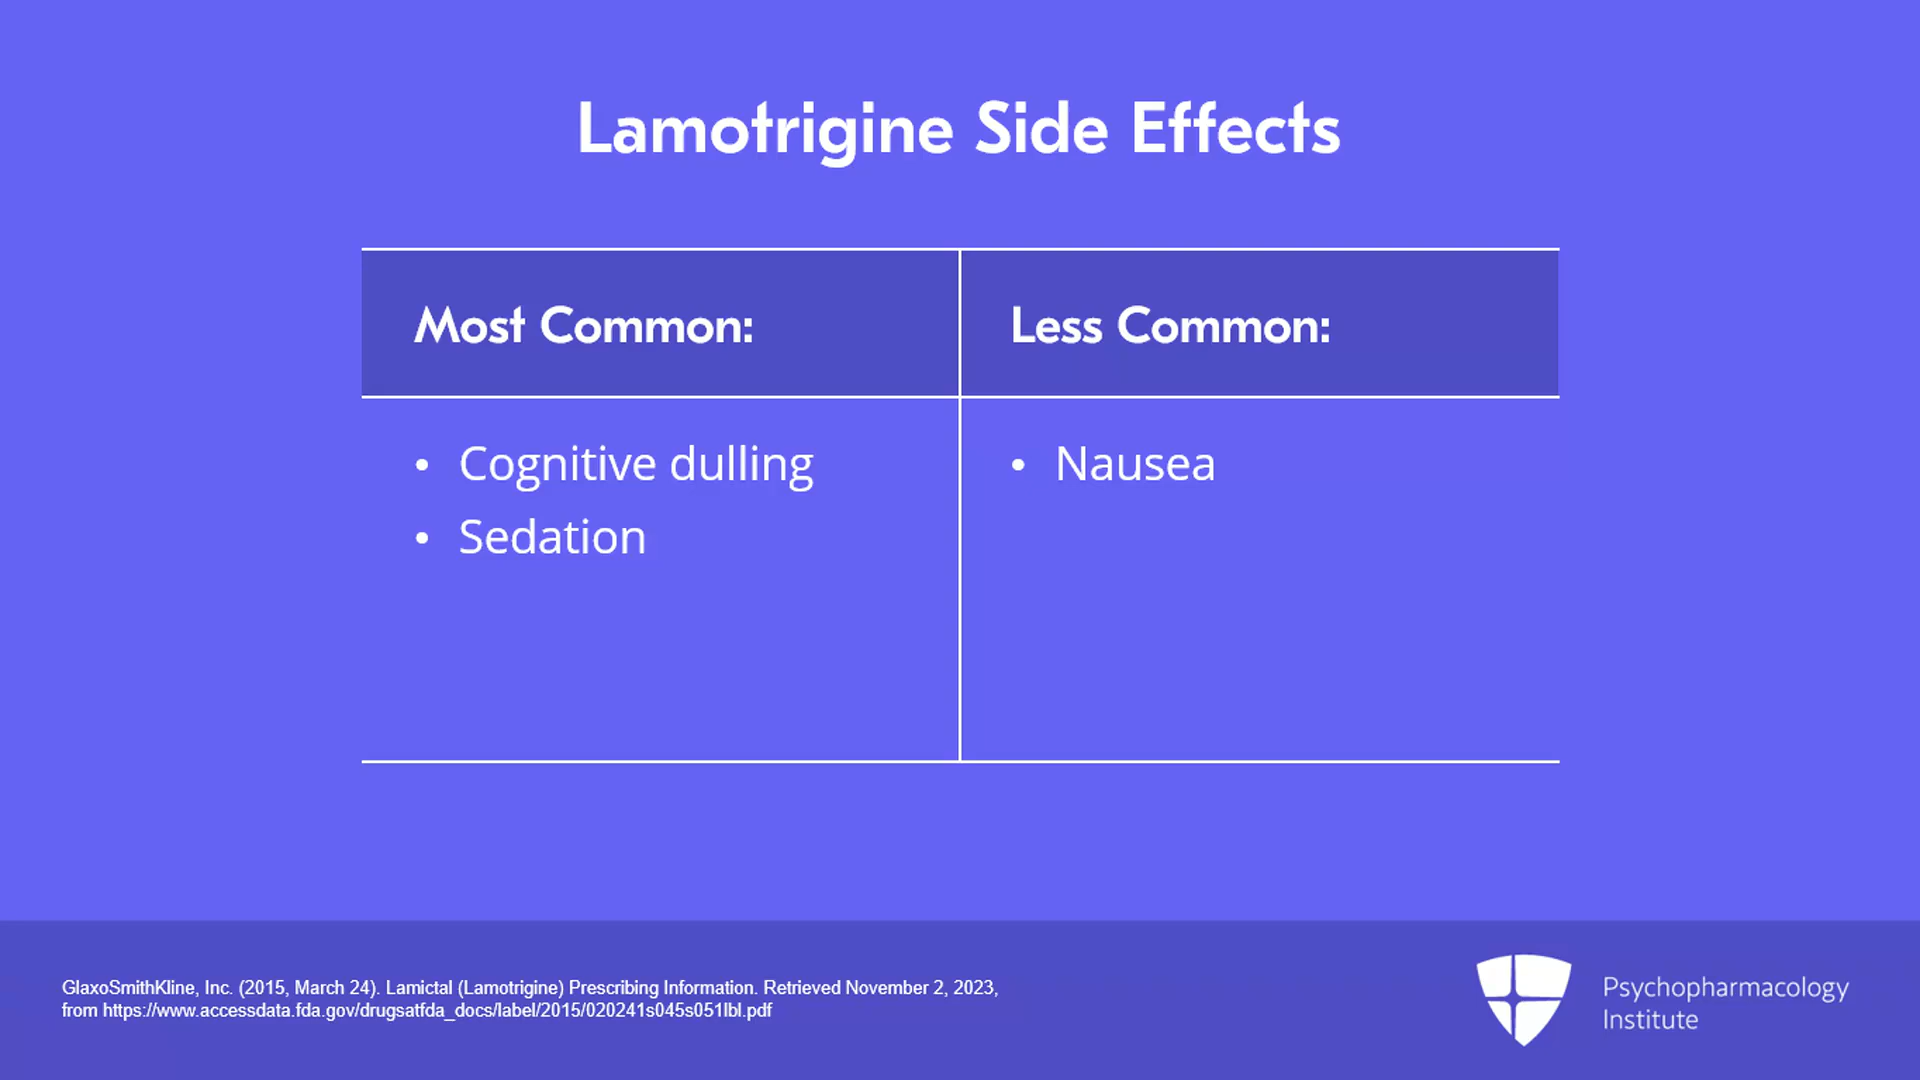 Lamotrigine Side Effects
Most Common:
Less Common:
• Cognitive dulling
• Sedation
• Nausea
GlaxoSmithKline, Inc. (2015, March 24). Lamictal (Lamotrigine) Prescribing Information. Retrieved November 2, 2023,
from https://www.accessdata.fda.gov/drugsatfda_docs/label/2015/020241s045s051lbl.pdf
Psychopharmacology
Institute